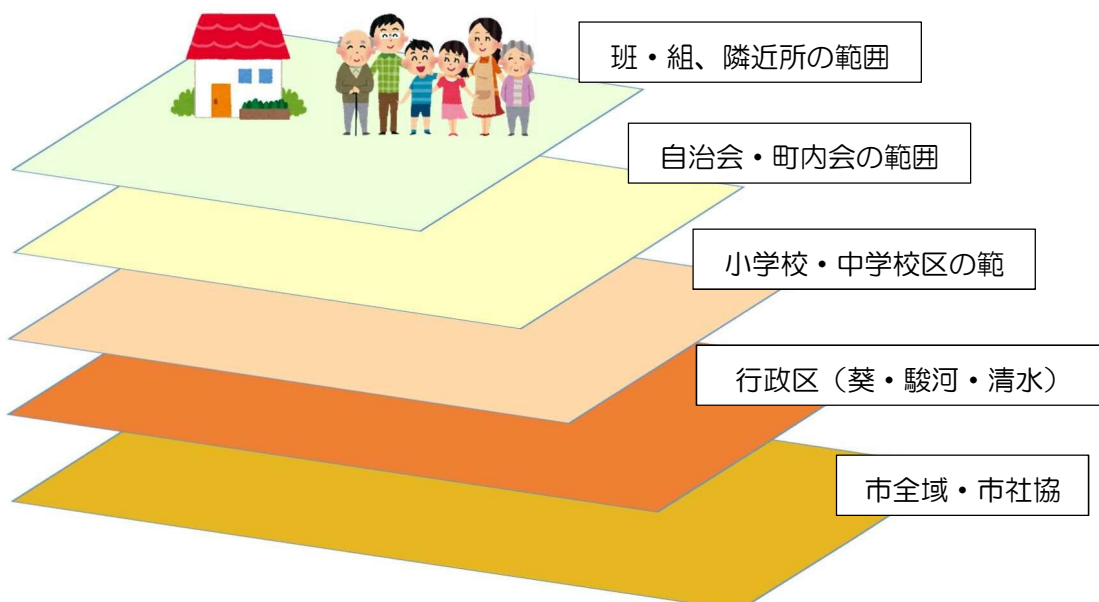 班・組、隣近所の範囲
自治会・町内会の範囲
小学校・中学校区の範
行政区（葵・駿河・清水）
市全域・市社協